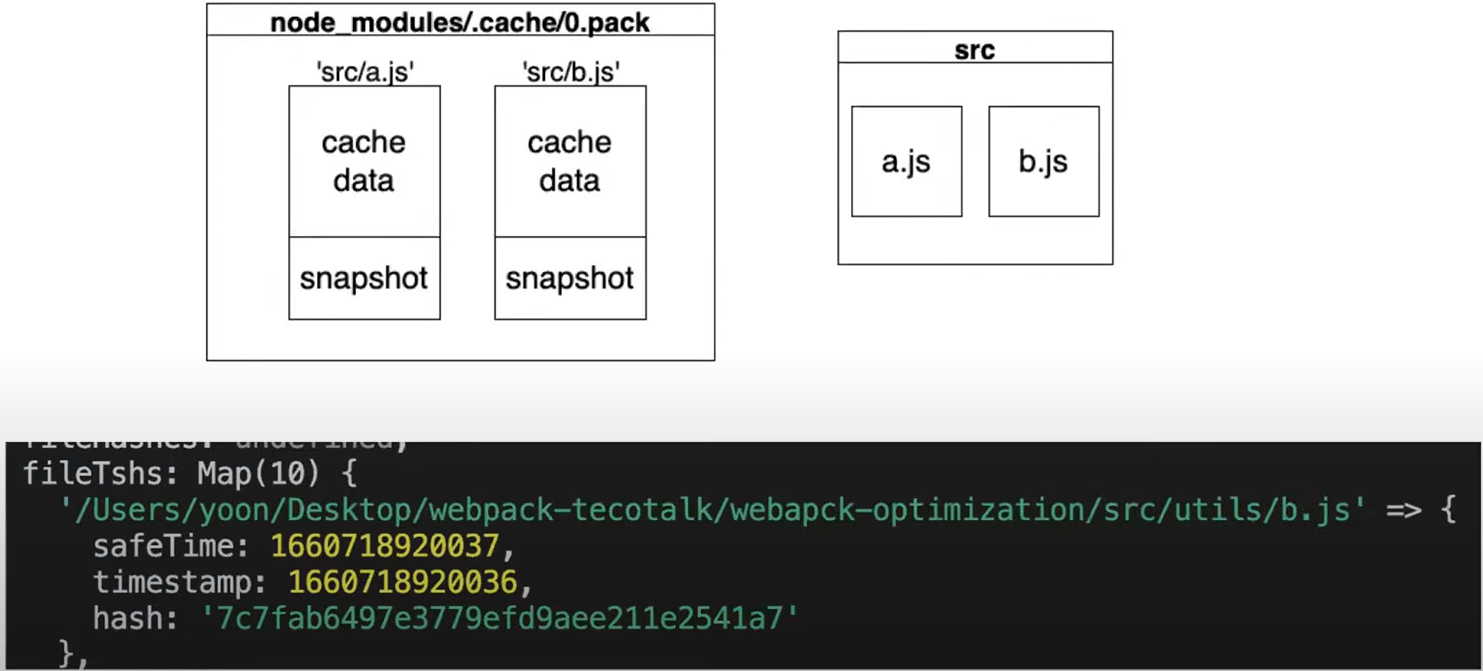 node_modules/.cache/0.pack
'src/a.js'
'src/b.js'
cache
data
cache
data
snapshot
snapshot
src
a.js
b.js
undefined,
fileTshs: Map(10) {
'/Users/yoon/Desktop/webpack-tecotalk/webapck-optimization/src/utils/b.js' => {
safeTime: 1660718920037,
timestamp: 1660718920036,
hash: '7c7fab6497e3779efd9aee211e2541a7'
},